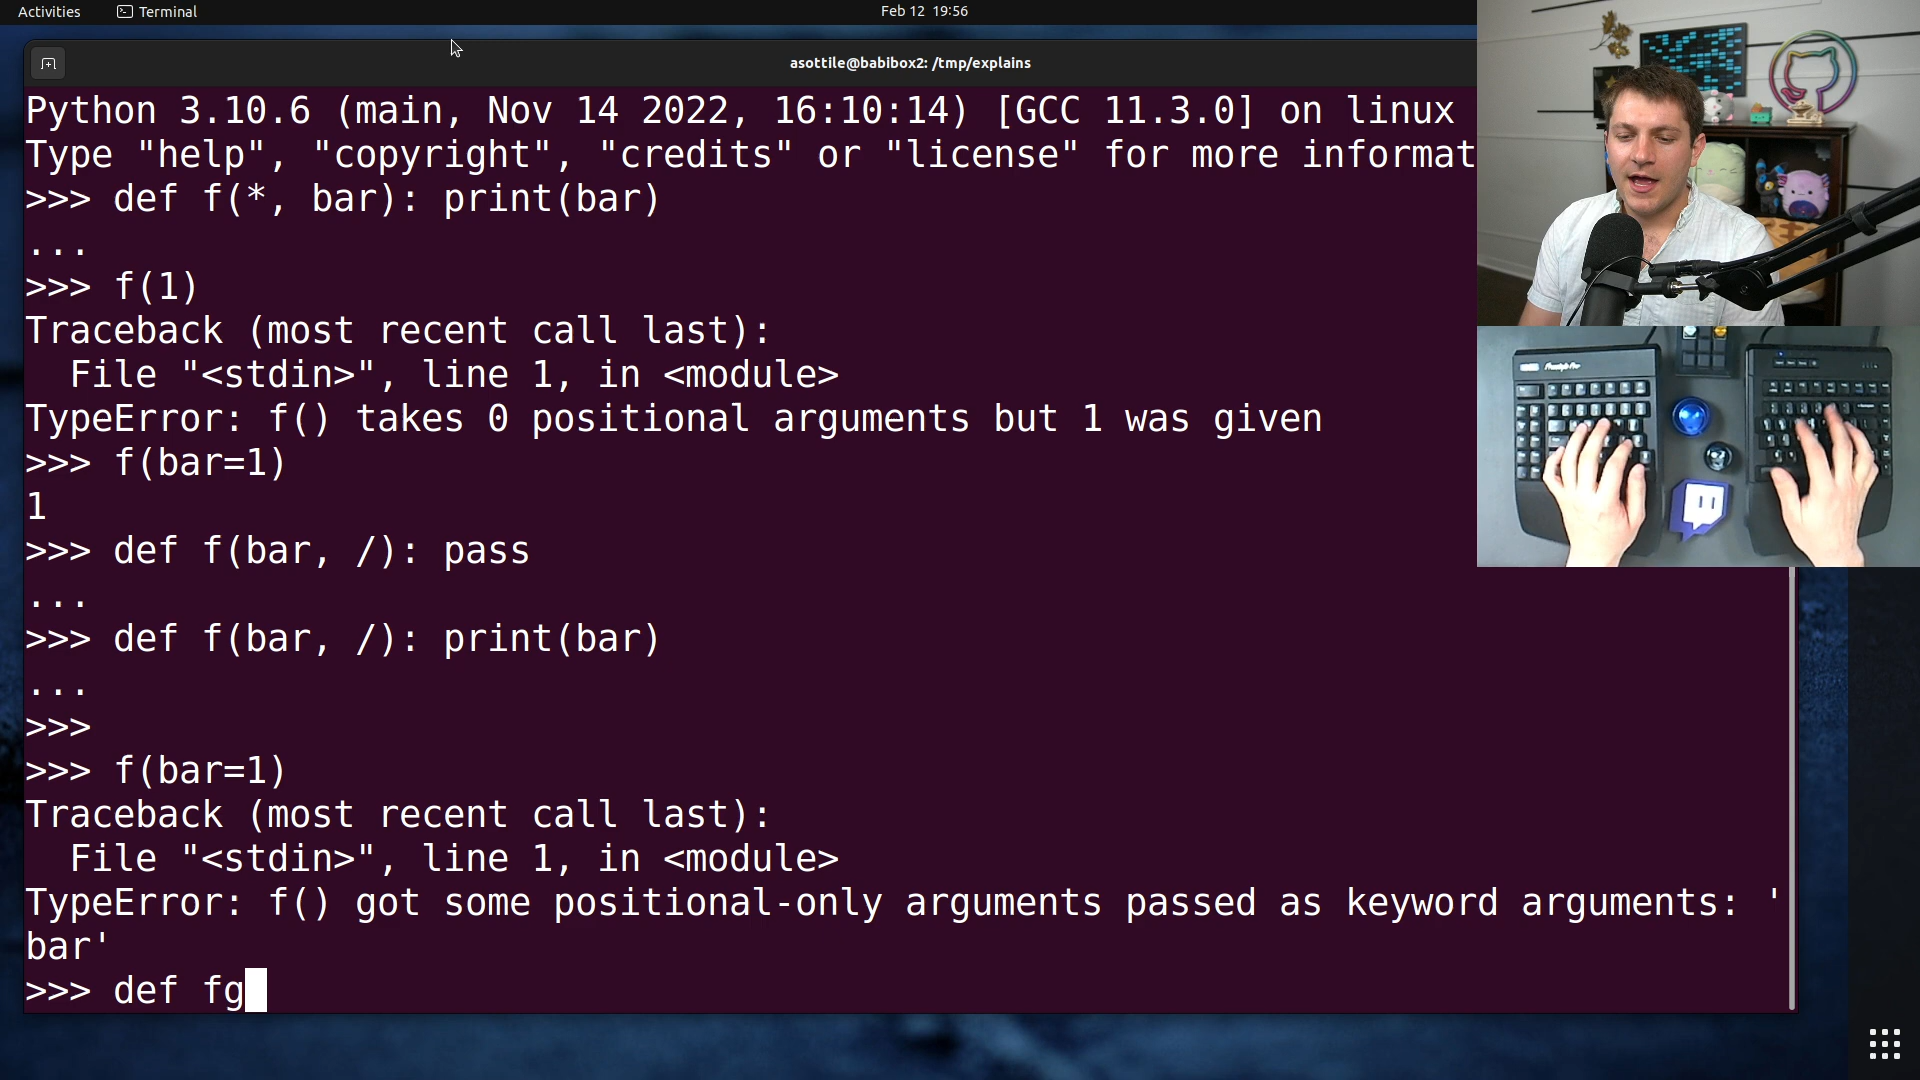 Activities
Terminal
Feb 12 19:56
asottile@babibox2: /tmp/explains
Python 3.10.6 (main, Nov 14 2022, 16:10:14) [GCC 11.3.0] on linux
Type "help", "copyright", "credits" or "license" for more informat
>>> def f(*, bar): print(bar)
...
>>> f(1)
Traceback (most recent call last):
  File "<stdin>", line 1, in <module>
TypeError: f() takes 0 positional arguments but 1 was given
>>> f(bar=1)
1
>>> def f(bar, /): pass
...
>>> def f(bar, /): print(bar)
...
>>>
>>> f(bar=1)
Traceback (most recent call last):
  File "<stdin>", line 1, in <module>
TypeError: f() got some positional-only arguments passed as keyword arguments: '
bar'
>>> def fg